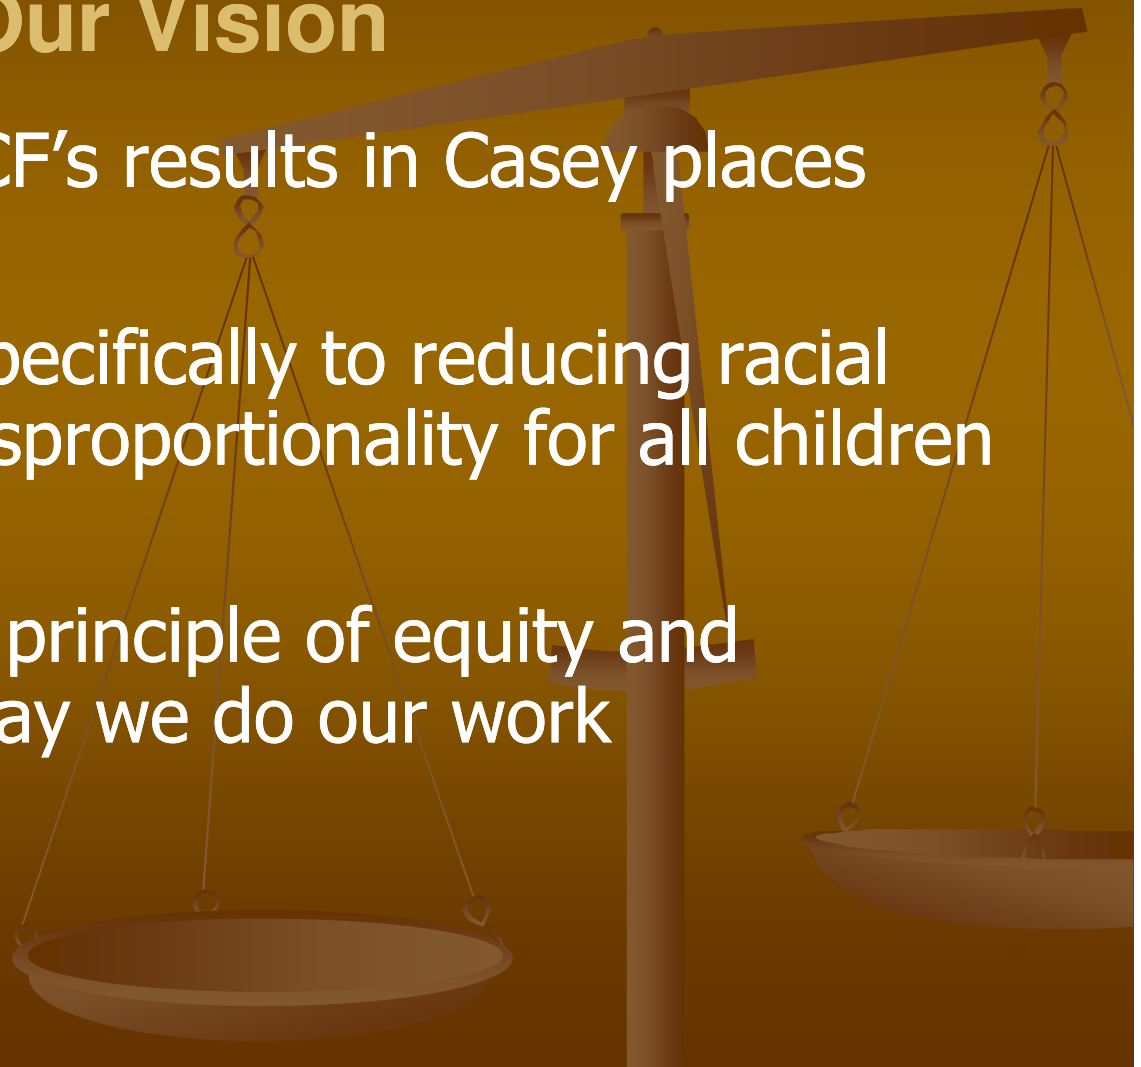 Our Vision
CF’s results in Casey places
pecifically to reducing racial
sproportionality for all children
principle of equity and
ay we do our work